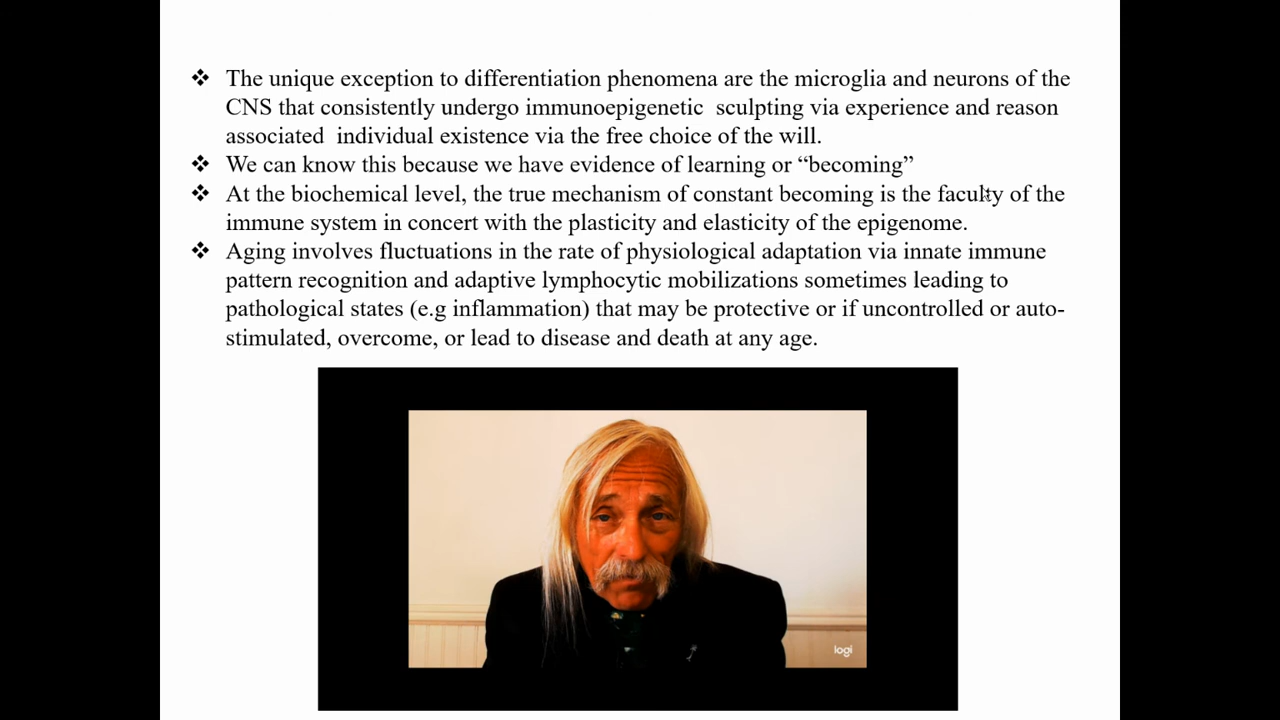 ❖ The unique exception to differentiation phenomena are the microglia and neurons of the
CNS that consistently undergo immunoepigenetic  sculpting via experience and reason
associated  individual existence via the free choice of the will.
❖ We can know this because we have evidence of learning or “becoming”
❖ At the biochemical level, the true mechanism of constant becoming is the faculty of the
immune system in concert with the plasticity and elasticity of the epigenome.
❖ Aging involves fluctuations in the rate of physiological adaptation via innate immune
pattern recognition and adaptive lymphocytic mobilizations sometimes leading to
pathological states (e.g inflammation) that may be protective or if uncontrolled or auto-
stimulated, overcome, or lead to disease and death at any age.
logi